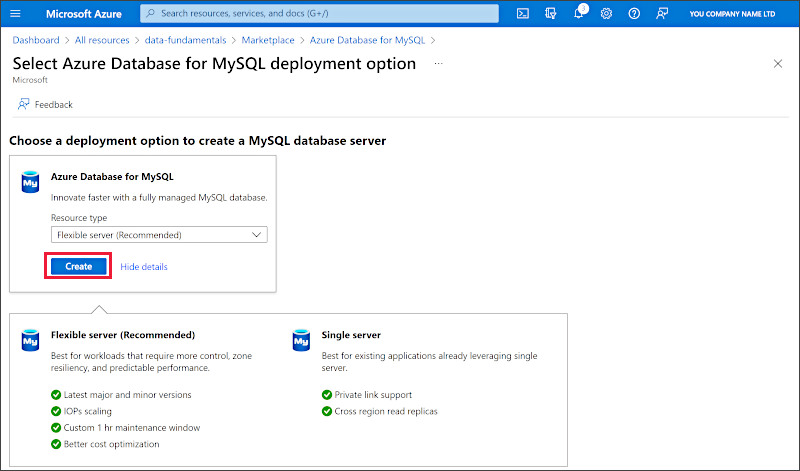 Microsoft Azure
Search resources, services, and docs (G+/)
3
YOU COMPANY NAME LTD
Dashboard > All resources > data-fundamentals > Marketplace > Azure Database for MySQL >
Select Azure Database for MySQL deployment option ...
Microsoft
Feedback
Choose a deployment option to create a MySQL database server
My
Azure Database for MySQL
Innovate faster with a fully managed MySQL database.
Resource type
Flexible server (Recommended)
Create
Hide details
My
Flexible server (Recommended)
Best for workloads that require more control, zone
resiliency, and predictable performance.
Latest major and minor versions
IOPs scaling
Custom 1 hr maintenance window
Better cost optimization
My
Single server
Best for existing applications already leveraging single
server.
Private link support
Cross region read replicas